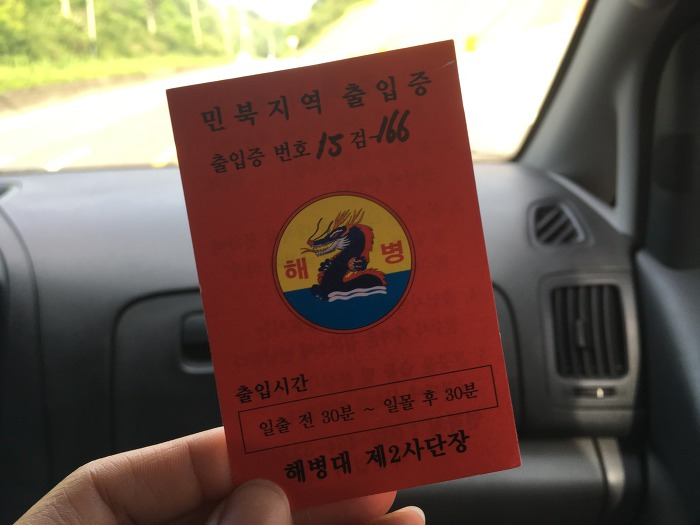 민북지역 출입증
출입증 번호 15 검-166
해 병
출입시간
일출 전 30분 ~ 일몰 후 30분
해병대 제2사단장